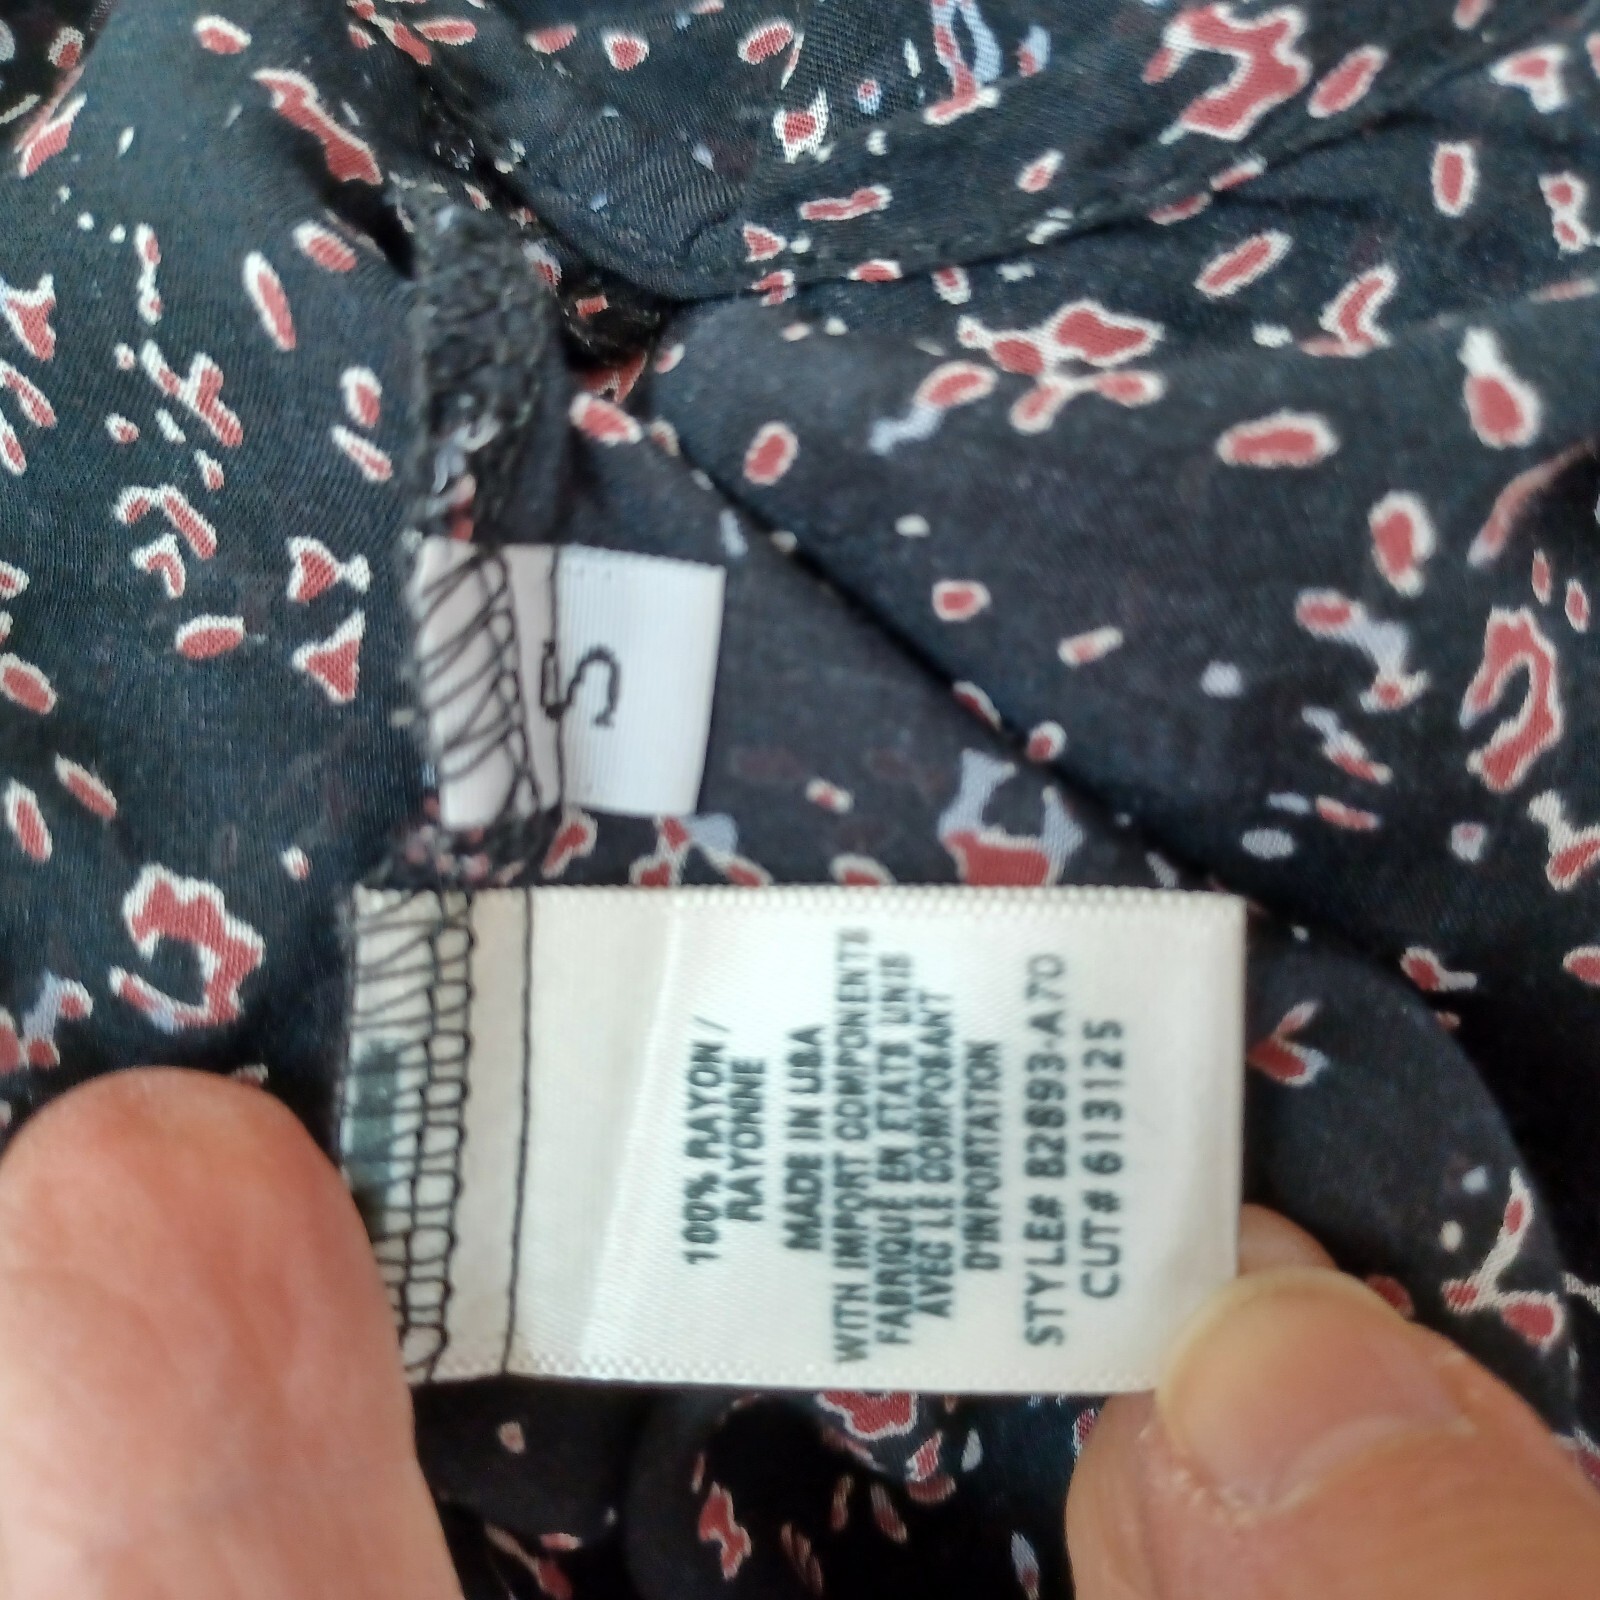 S
100% RAYON /
RAYONNE
MADE IN USA
WITH IMPORT COMPONENTS
FABRIQUE EN ETATS UNIS
AVEC LE COMPOSANT
D'INPORTATION
STYLE# B2893-A70
CUT# 613125